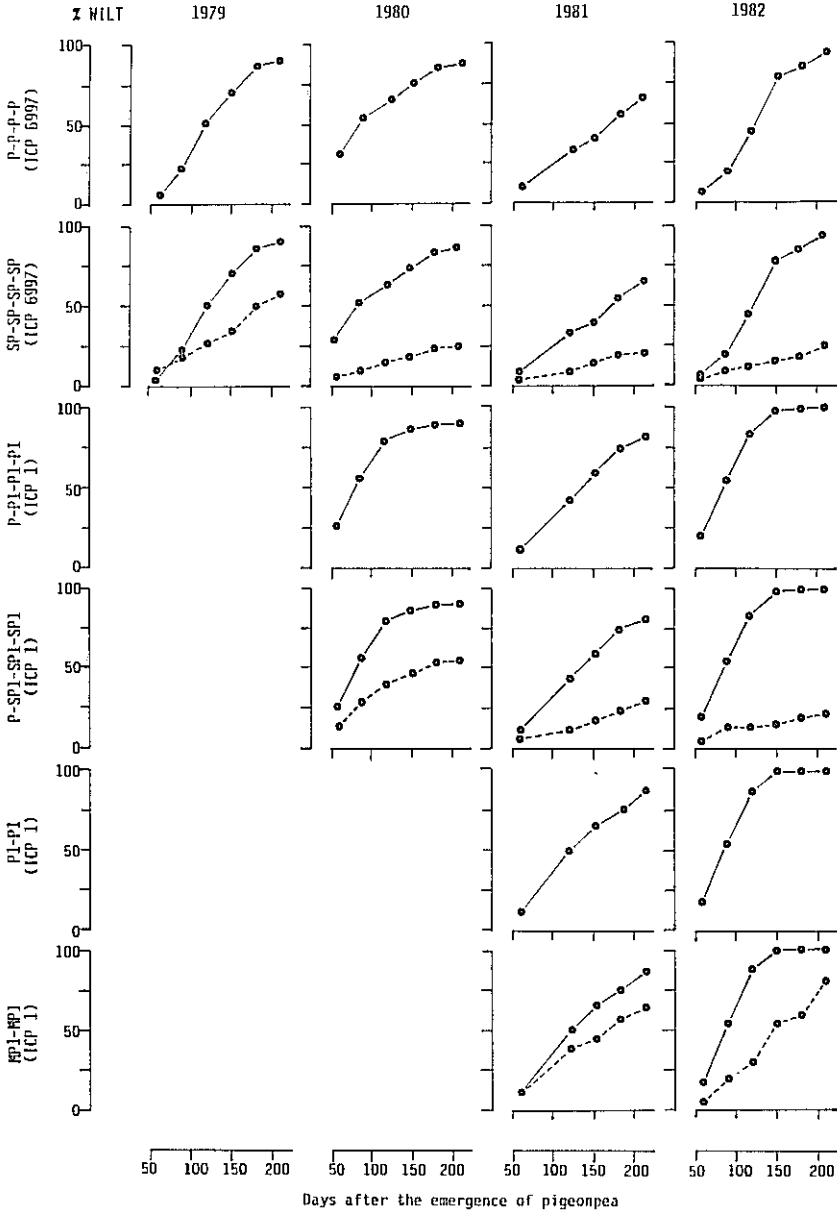 % WILT 1979 1980 1981 1982
100
50
0
P-P-P-P
(ICP 6997)
100
50
0
SP-SP-SP-SP
(ICP 6997)
100
50
0
P-P1-P1-P1
(ICP 1)
100
50
0
P-SP1-SP1-SP1
(ICP 1)
100
50
0
P1-P1
(ICP 1)
100
50
0
MP1-MP1
(ICP 1)
50 100 150 200 50 100 150 200 50 100 150 200 50 100 150 200
Days after the emergence of pigeonpea